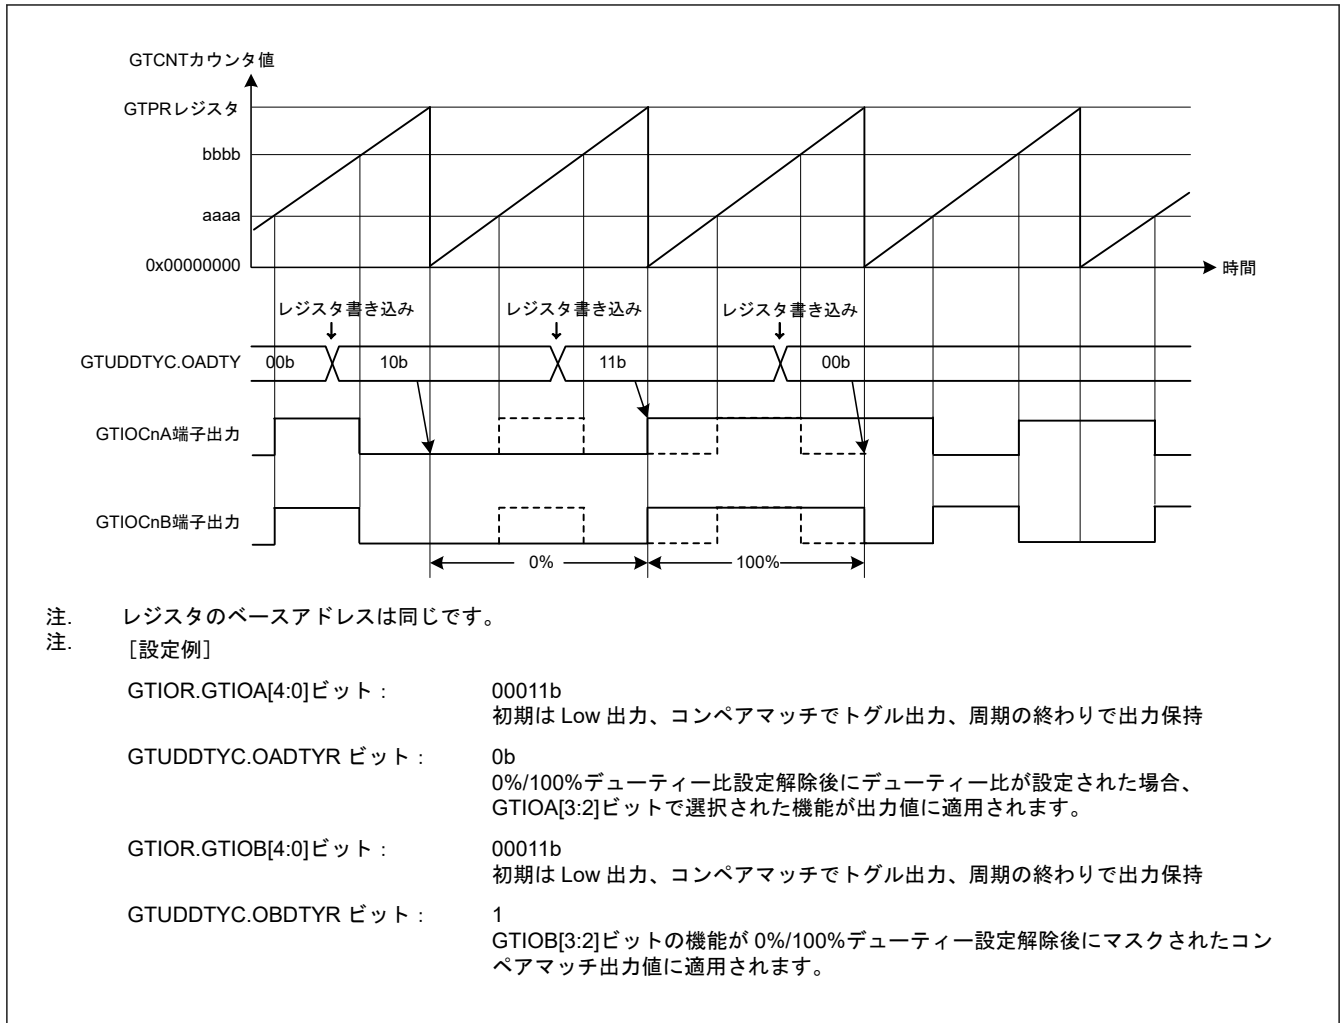 GTCNTカウンタ値
GTPRレジスタ
bbbb
aaaa
0x00000000
時間
レジスタ書き込み レジスタ書き込み レジスタ書き込み
GTUDDTYC.OADTY 00b 10b 11b 00b
GTIOCnA端子出力
GTIOCnB端子出力
0% 100%
注. レジスタのベースアドレスは同じです。
注. [設定例]
GTIOR.GTIOA[4:0]ビット: 00011b
初期は Low 出力、コンペアマッチでトグル出力、周期の終わりで出力保持
GTUDDTYC.OADTYR ビット: 0b
0%/100%デューティー比設定解除後にデューティー比が設定された場合、
GTIOA[3:2]ビットで選択された機能が出力値に適用されます。
GTIOR.GTIOB[4:0]ビット: 00011b
初期は Low 出力、コンペアマッチでトグル出力、周期の終わりで出力保持
GTUDDTYC.OBDTYR ビット: 1
GTIOB[3:2]ビットの機能が 0%/100%デューティー設定解除後にマスクされたコン
ペアマッチ出力値に適用されます。